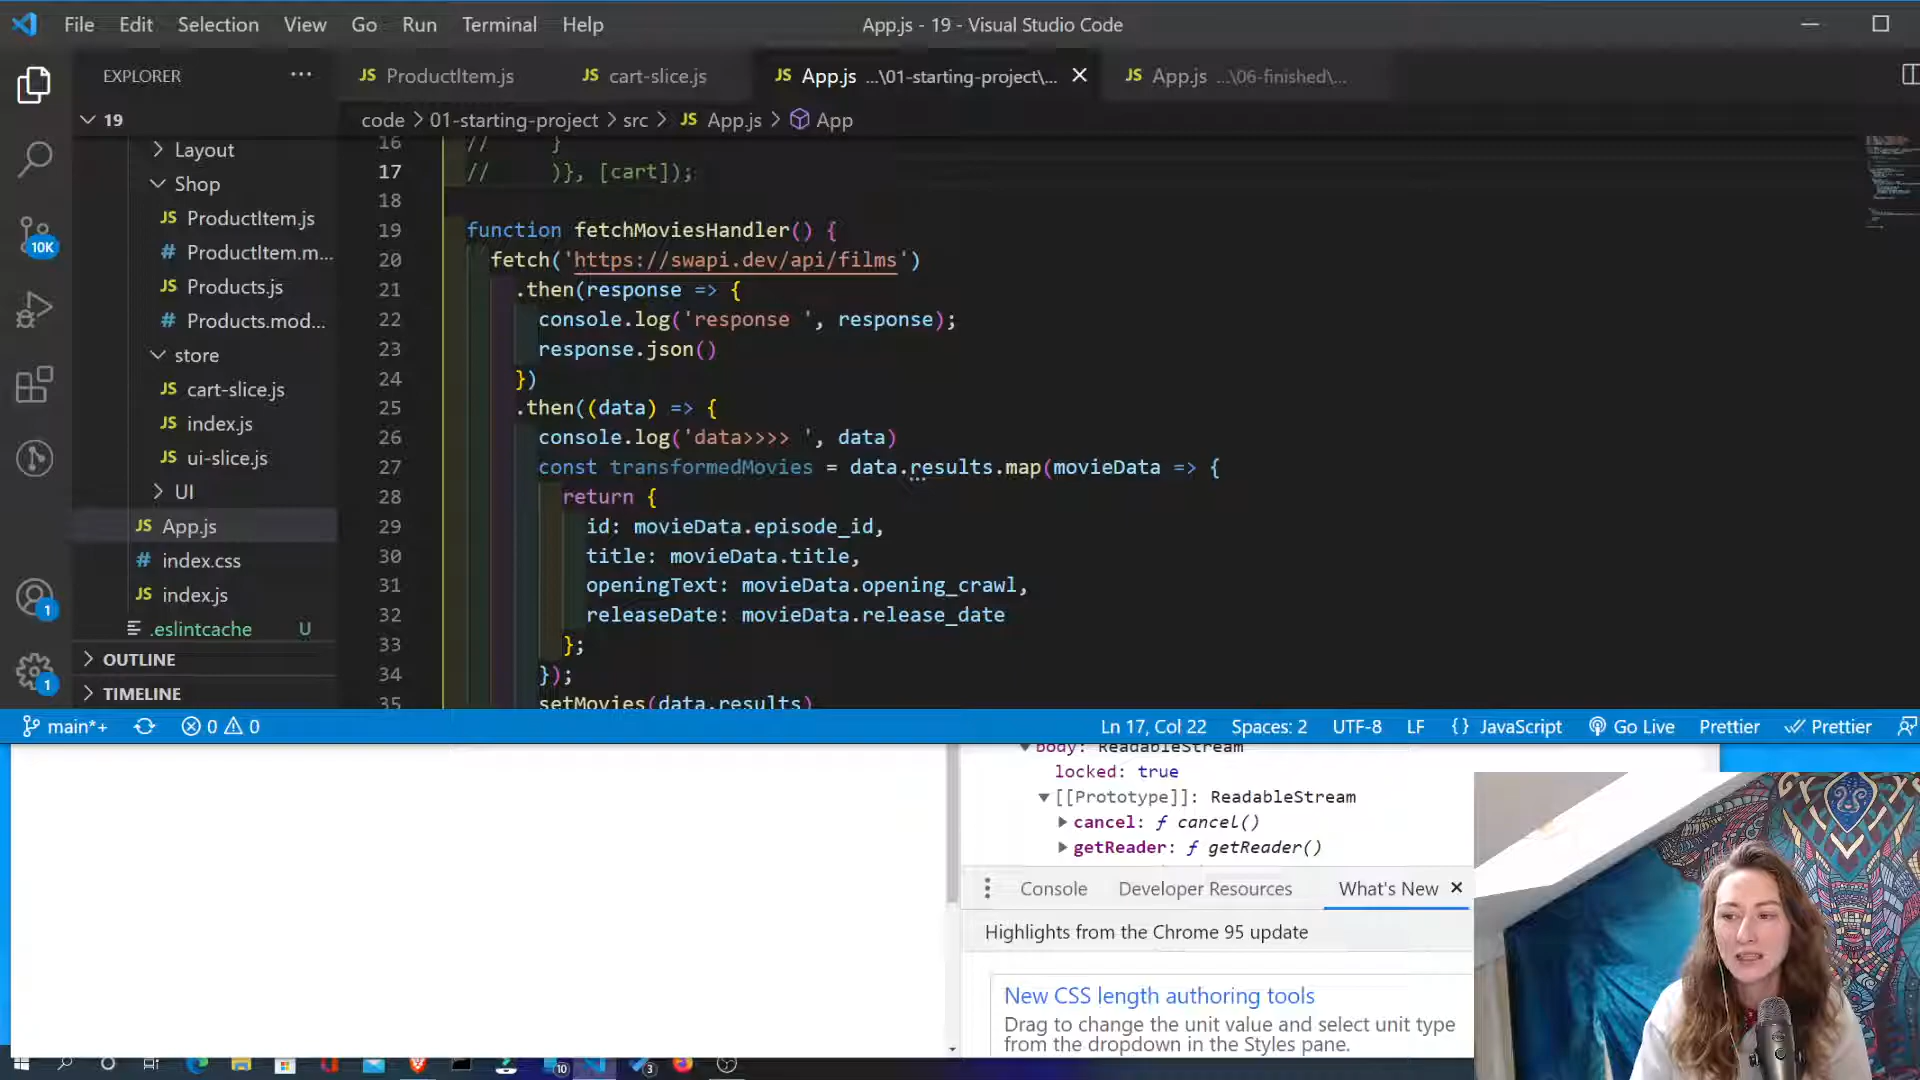 File Edit Selection View Go Run Terminal Help
App.js - 19 - Visual Studio Code
EXPLORER ···
JS ProductItem.js
JS cart-slice.js
JS App.js ...\01-starting-project\... ×
JS App.js ...\06-finished\...
19
code > 01-starting-project > src > JS App.js > App
Layout
Shop
JS ProductItem.js
# ProductItem.m...
JS Products.js
# Products.mod...
store
JS cart-slice.js
JS index.js
JS ui-slice.js
UI
JS App.js
# index.css
JS index.js
.eslintcache U
OUTLINE
TIMELINE
10K
1
1
16 // }
17 // )}, [cart]);
18
19 function fetchMoviesHandler() {
20 fetch('https://swapi.dev/api/films')
21 .then(response => {
22 console.log('response ', response);
23 response.json()
24 })
25 .then((data) => {
26 console.log('data>>>> ', data)
27 const transformedMovies = data.results.map(movieData => {
28 return {
29 id: movieData.episode_id,
30 title: movieData.title,
31 openingText: movieData.opening_crawl,
32 releaseDate: movieData.release_date
33 };
34 });
35 setMovies(data.results)
main*+ 0 0
Ln 17, Col 22 Spaces: 2 UTF-8 LF {} JavaScript Go Live Prettier Prettier
body: ReadableStream
locked: true
[[Prototype]]: ReadableStream
cancel: ƒ cancel()
getReader: ƒ getReader()
Console Developer Resources What's New ×
Highlights from the Chrome 95 update
New CSS length authoring tools
Drag to change the unit value and select unit type
from the dropdown in the Styles pane.
10
3